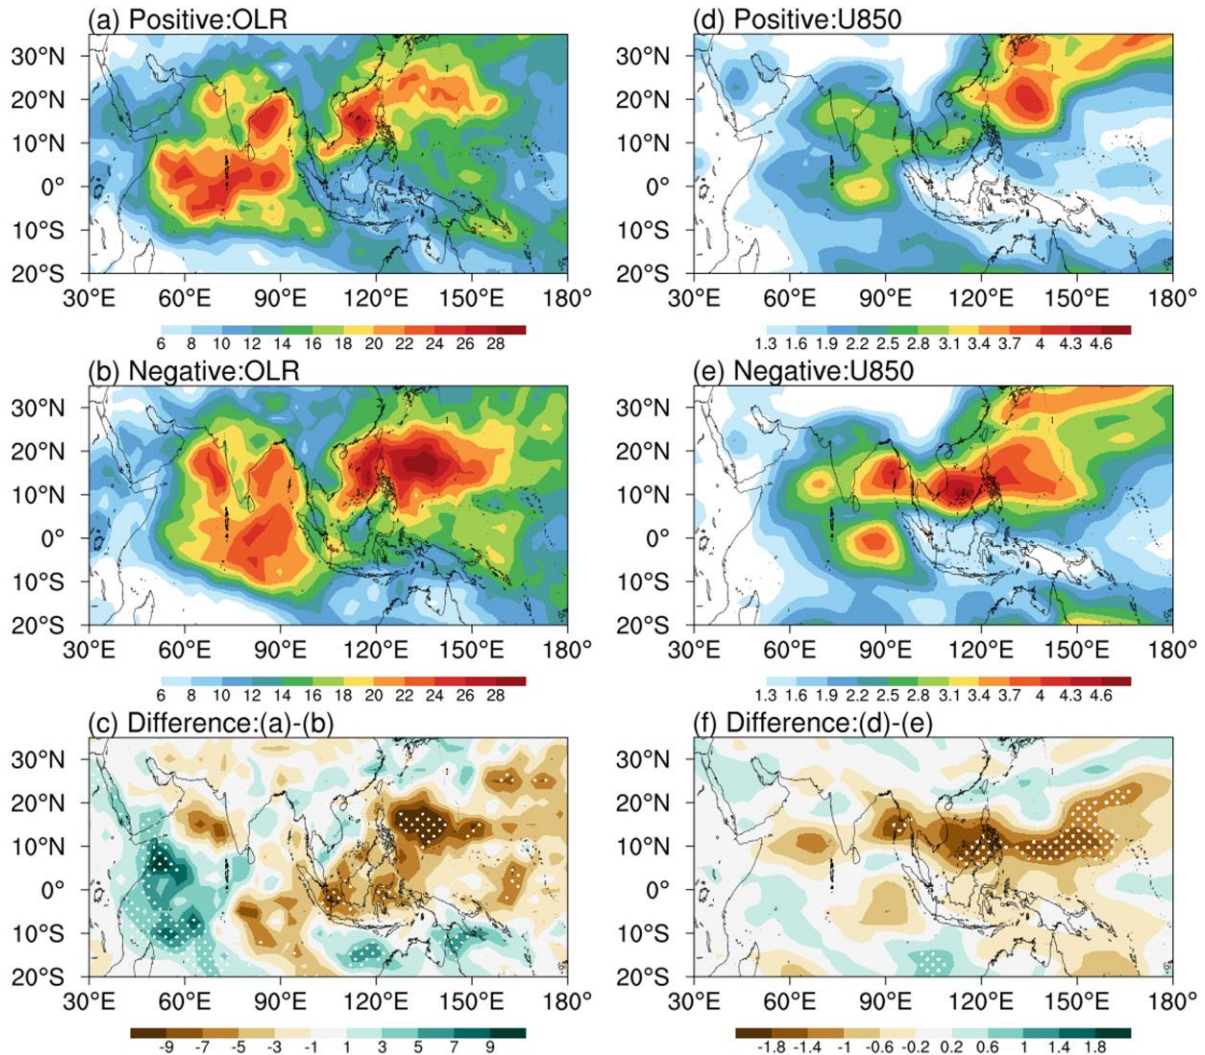 (a) Positive:OLR
30°N
20°N
10°N
0°
10°S
20°S
30°E 60°E 90°E 120°E 150°E 180°
6 8 10 12 14 16 18 20 22 24 26 28
(d) Positive:U850
30°N
20°N
10°N
0°
10°S
20°S
30°E 60°E 90°E 120°E 150°E 180°
1.3 1.6 1.9 2.2 2.5 2.8 3.1 3.4 3.7 4 4.3 4.6
(b) Negative:OLR
30°N
20°N
10°N
0°
10°S
20°S
30°E 60°E 90°E 120°E 150°E 180°
6 8 10 12 14 16 18 20 22 24 26 28
(e) Negative:U850
30°N
20°N
10°N
0°
10°S
20°S
30°E 60°E 90°E 120°E 150°E 180°
1.3 1.6 1.9 2.2 2.5 2.8 3.1 3.4 3.7 4 4.3 4.6
(c) Difference:(a)-(b)
30°N
20°N
10°N
0°
10°S
20°S
30°E 60°E 90°E 120°E 150°E 180°
-9 -7 -5 -3 -1 1 3 5 7 9
(f) Difference:(d)-(e)
30°N
20°N
10°N
0°
10°S
20°S
30°E 60°E 90°E 120°E 150°E 180°
-1.8 -1.4 -1 -0.6 -0.2 0.2 0.6 1 1.4 1.8